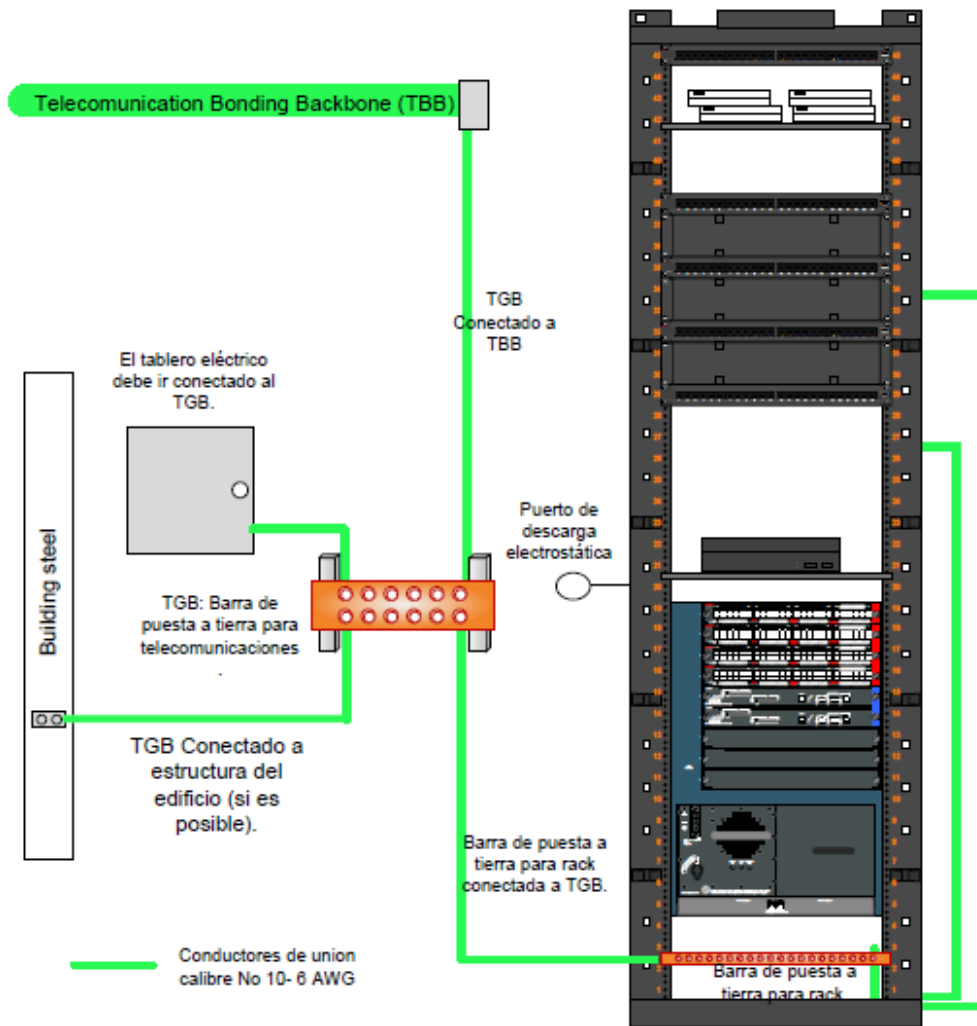 Telecomunication Bonding Backbone (TBB)
TGB
Conectado a
TBB
El tablero eléctrico
debe ir conectado al
TGB.
Building steel
Puerto de
descarga
electrostática
TGB: Barra de
puesta a tierra para
telecomunicaciones
.
TGB Conectado a
estructura del
edificio (si es
posible).
Barra de puesta a
tierra para rack
conectada a TGB.
Conductores de union
calibre No 10- 6 AWG
Barra de puesta a
tierra para rack